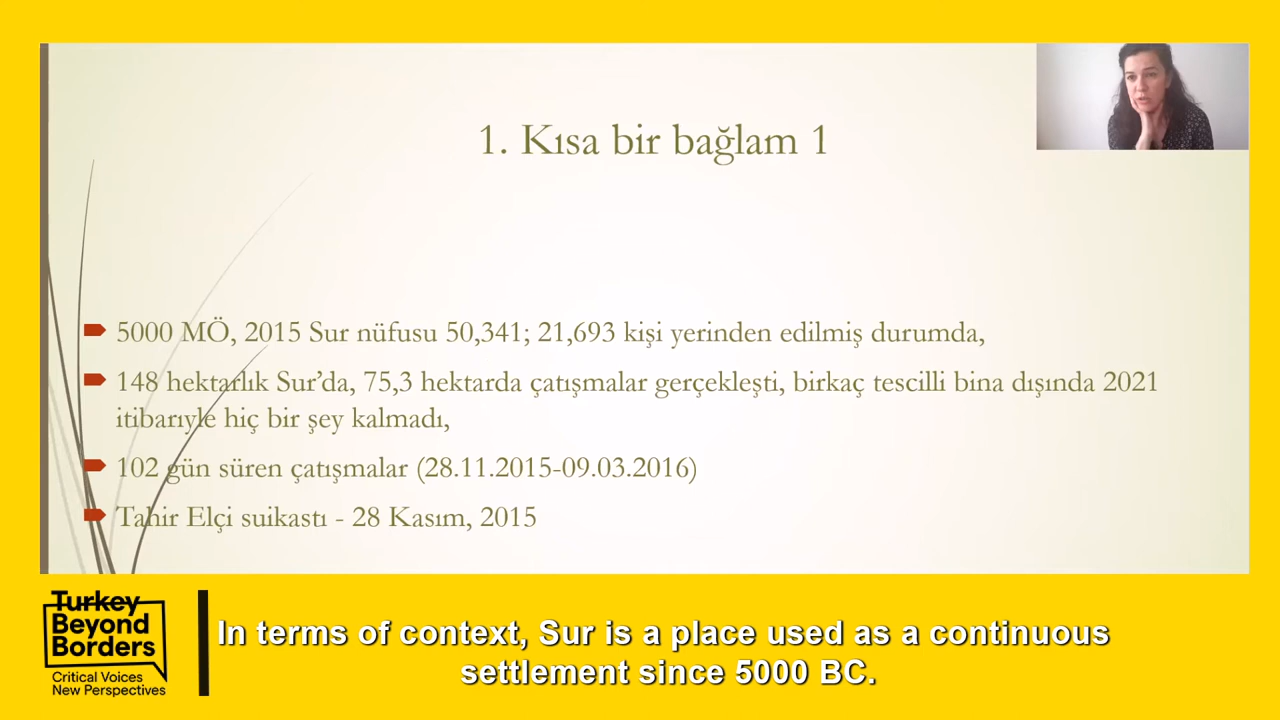 1. Kısa bir bağlam 1
5000 MÖ, 2015 Sur nüfusu 50,341; 21,693 kişi yerinden edilmiş durumda,
148 hektarlık Sur’da, 75,3 hektarda çatışmalar gerçekleşti, birkaç tescilli bina dışında 2021
itibarıyle hiç bir şey kalmadı,
102 gün süren çatışmalar (28.11.2015-09.03.2016)
Tahir Elçi suikastı - 28 Kasım, 2015
Turkey
Beyond
Borders
Critical Voices
New Perspectives
In terms of context, Sur is a place used as a continuous
settlement since 5000 BC.